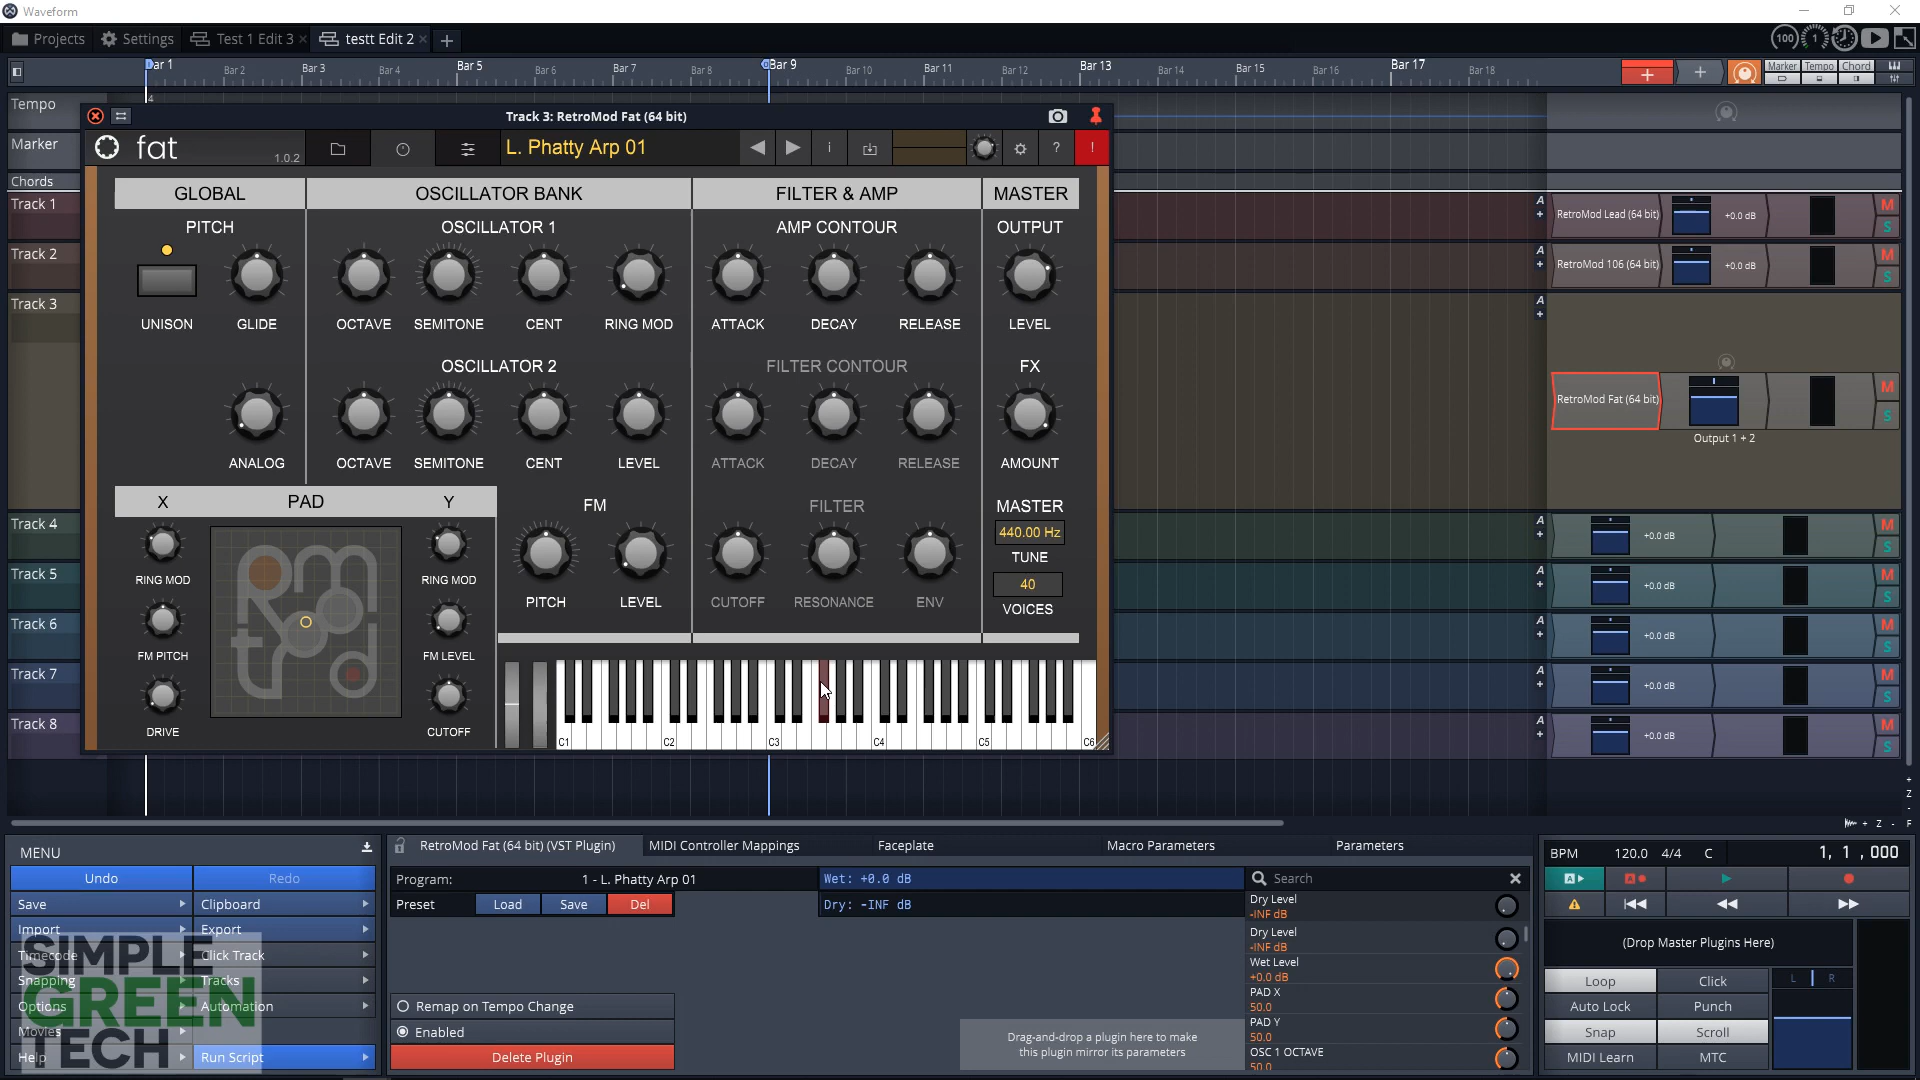 Waveform
Projects
Settings
Test 1 Edit 3
testt Edit 2
100
1
Bar 1
Bar 2
Bar 3
Bar 4
Bar 5
Bar 6
Bar 7
Bar 8
Bar 9
Bar 10
Bar 11
Bar 12
Bar 13
Bar 14
Bar 15
Bar 16
Bar 17
Bar 18
Marker Tempo Chord
4
Tempo
Marker
Chords
Track 1
Track 2
Track 3
Track 4
Track 5
Track 6
Track 7
Track 8
Track 3: RetroMod Fat (64 bit)
fat
1.0.2
L. Phatty Arp 01
i
?
!
GLOBAL
OSCILLATOR BANK
FILTER & AMP
MASTER
PITCH
OSCILLATOR 1
AMP CONTOUR
OUTPUT
UNISON
GLIDE
OCTAVE
SEMITONE
CENT
RING MOD
ATTACK
DECAY
RELEASE
LEVEL
OSCILLATOR 2
FILTER CONTOUR
FX
ANALOG
OCTAVE
SEMITONE
CENT
LEVEL
ATTACK
DECAY
RELEASE
AMOUNT
X
PAD
Y
FM
FILTER
MASTER
440.00 Hz
TUNE
40
VOICES
RING MOD
RING MOD
PITCH
LEVEL
CUTOFF
RESONANCE
ENV
FM PITCH
FM LEVEL
DRIVE
CUTOFF
C1
C2
C3
C4
C5
C6
A
RetroMod Lead (64 bit)
+0.0 dB
M
S
A
RetroMod 106 (64 bit)
+0.0 dB
M
S
A
RetroMod Fat (64 bit)
M
S
Output 1 + 2
A
+0.0 dB
M
S
A
+0.0 dB
M
S
A
+0.0 dB
M
S
A
+0.0 dB
M
S
A
+0.0 dB
M
S
+
Z
-
+ Z - F
MENU
Undo
Redo
Save
Clipboard
Import
Export
Timecode
Click Track
Snapping
Tracks
Options
Automation
Movies
Help
Run Script
SIMPLE
GREEN
TECH
RetroMod Fat (64 bit) (VST Plugin)
MIDI Controller Mappings
Faceplate
Macro Parameters
Parameters
Program:
1 - L. Phatty Arp 01
Preset
Load
Save
Del
Wet: +0.0 dB
Dry: -INF dB
Remap on Tempo Change
Enabled
Delete Plugin
Drag-and-drop a plugin here to make
this plugin mirror its parameters
Search
Dry Level
-INF dB
Dry Level
-INF dB
Wet Level
+0.0 dB
PAD X
50.0
PAD Y
50.0
OSC 1 OCTAVE
50.0
BPM 120.0 4/4 C
1, 1 , 000
A
A
(Drop Master Plugins Here)
Loop
Click
Auto Lock
Punch
Snap
Scroll
MIDI Learn
MTC
L
R